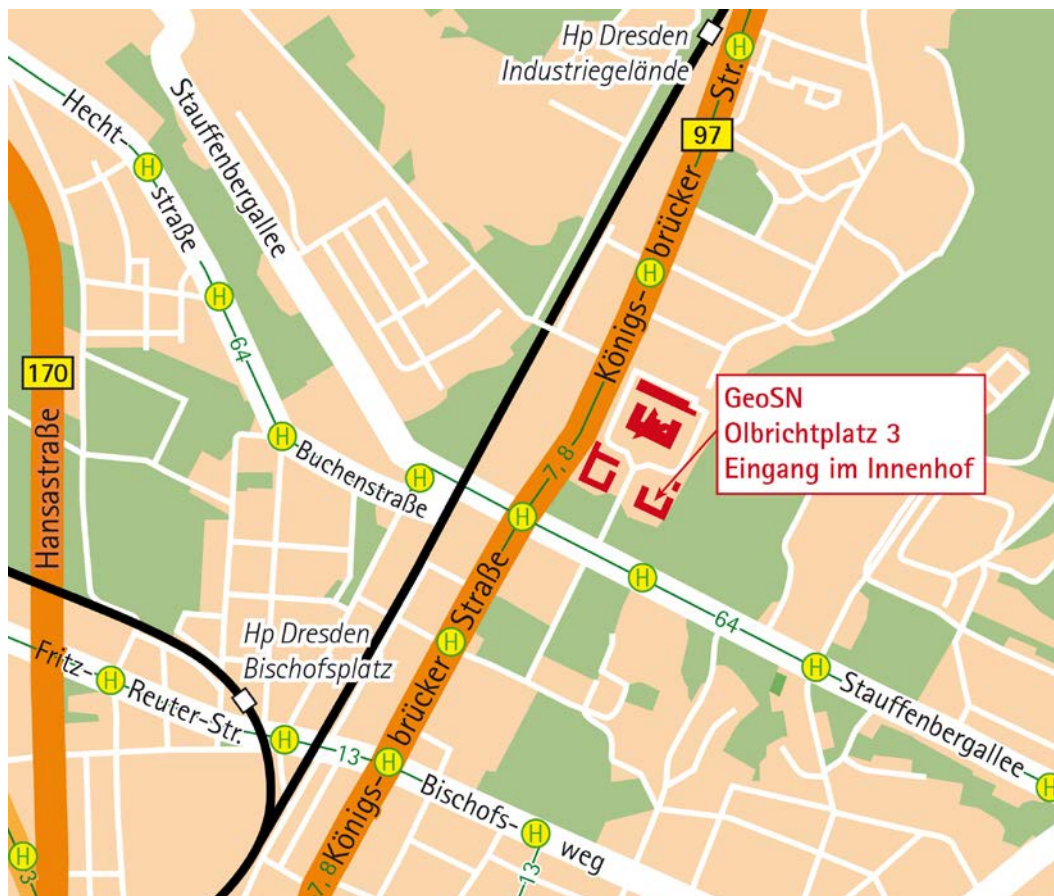 Hp Dresden
Industriegelände
H
Str.
97
Hecht-
H
straße
Stauffenbergallee
brücker
H
Königs-
H
64
170
Hansastraße
H
Buchenstraße
H
7, 8
GeoSN
Olbrichtplatz 3
Eingang im Innenhof
H
Straße
H
64
H
Stauffenbergallee
H
Hp Dresden
Bischofsplatz
H
brücker
Fritz-
H
Reuter-Str.
H
13
H
Bischofs-
H
weg
Königs-
7, 8
13
H